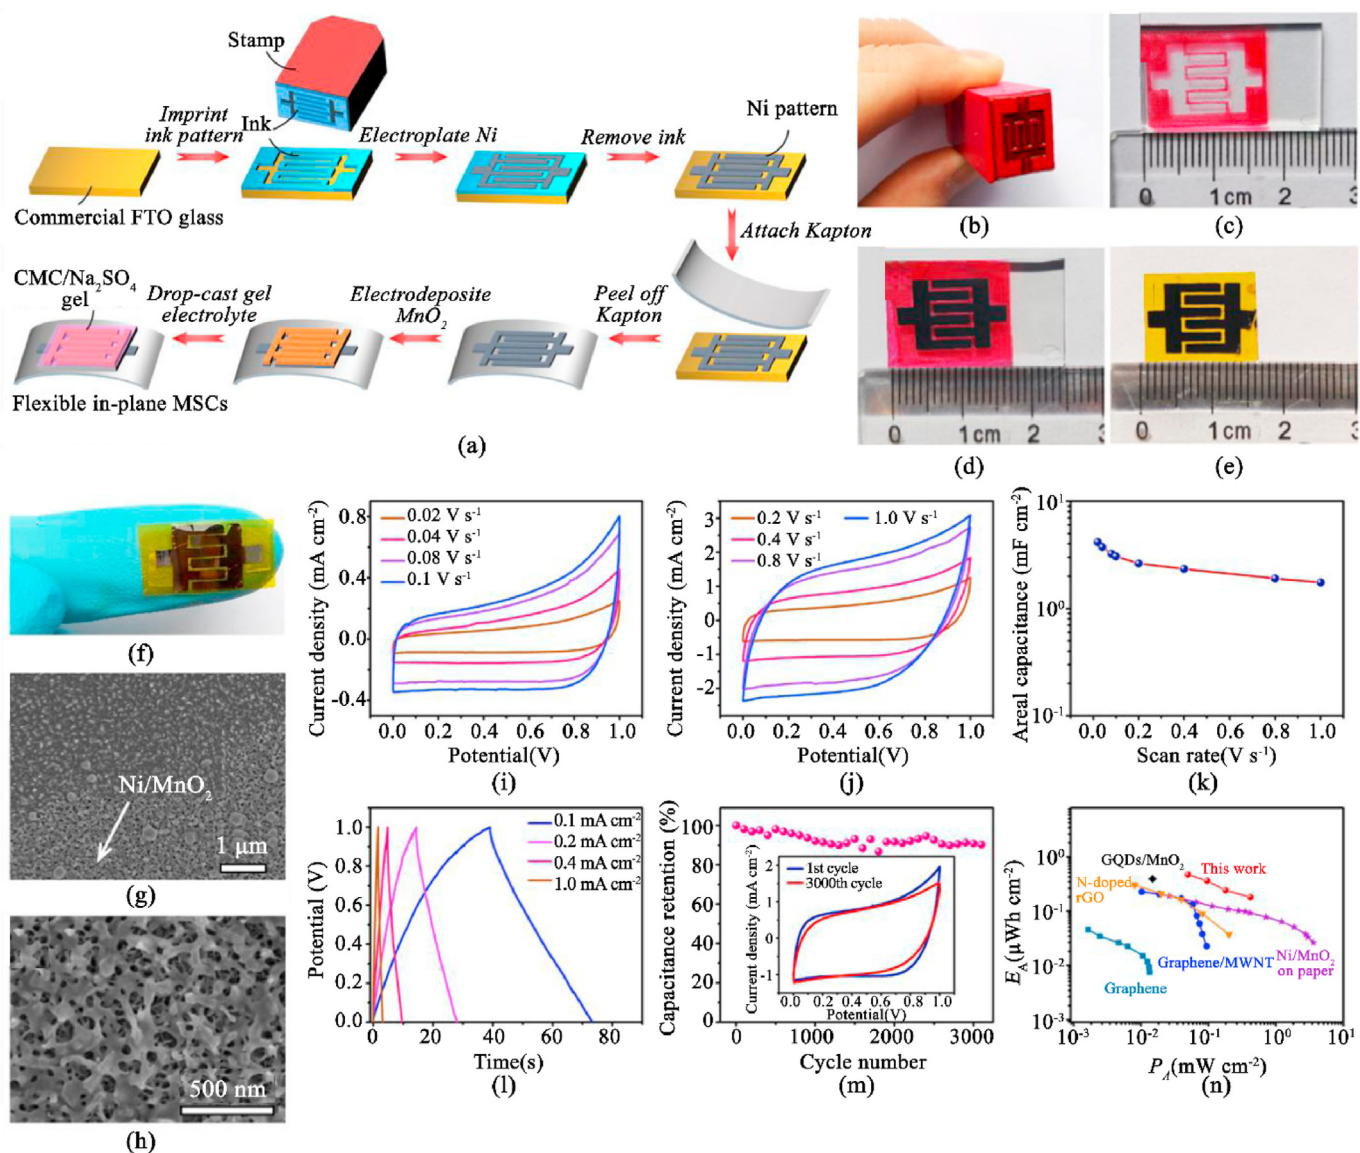 Stamp
Imprint
ink pattern
Ink
Electroplate Ni
Remove ink
Ni pattern
Commercial FTO glass
Attach Kapton
CMC/Na₂SO₄
gel
Drop-cast gel
electrolyte
Electrodeposite
MnO₂
Peel off
Kapton
Flexible in-plane MSCs
(a)
(b)
0 1 cm 2 3
(c)
0 1 cm 2
(d)
0 1 cm 2
(e)
(f)
Ni/MnO₂
1 μm
(g)
500 nm
(h)
Current density (mA cm⁻²)
0.8
0.4
0.0
-0.4
0.02 V s⁻¹
0.04 V s⁻¹
0.08 V s⁻¹
0.1 V s⁻¹
0.0 0.2 0.4 0.6 0.8 1.0
Potential(V)
(i)
Current density (mA cm⁻²)
3
2
1
0
-1
-2
0.2 V s⁻¹
0.4 V s⁻¹
0.8 V s⁻¹
1.0 V s⁻¹
0.0 0.2 0.4 0.6 0.8 1.0
Potential(V)
(j)
Areal capacitance (mF cm⁻²)
10¹
10⁰
10⁻¹
0.0 0.2 0.4 0.6 0.8 1.0
Scan rate(V s⁻¹)
(k)
Potential (V)
1.0
0.8
0.6
0.4
0.2
0.0
0.1 mA cm⁻²
0.2 mA cm⁻²
0.4 mA cm⁻²
1.0 mA cm⁻²
0 20 40 60 80
Time(s)
(l)
Capacitance retention (%)
100
80
60
40
20
0
Current density (mA cm⁻²)
2
1
0
-1
1st cycle
3000th cycle
0.0 0.2 0.4 0.6 0.8 1.0
Potential(V)
0 1000 2000 3000
Cycle number
(m)
E_A (μWh cm⁻²)
10¹
10⁰
10⁻¹
10⁻²
10⁻³
GQDs/MnO₂
This work
N-doped
rGO
Graphene/MWNT
Ni/MnO₂
on paper
Graphene
10⁻³ 10⁻² 10⁻¹ 10⁰ 10¹
P_A(mW cm⁻²)
(n)